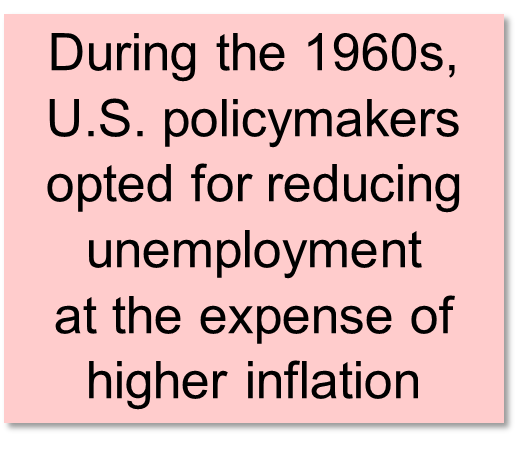 During the 1960s,
U.S. policymakers
opted for reducing
unemployment
at the expense of
higher inflation